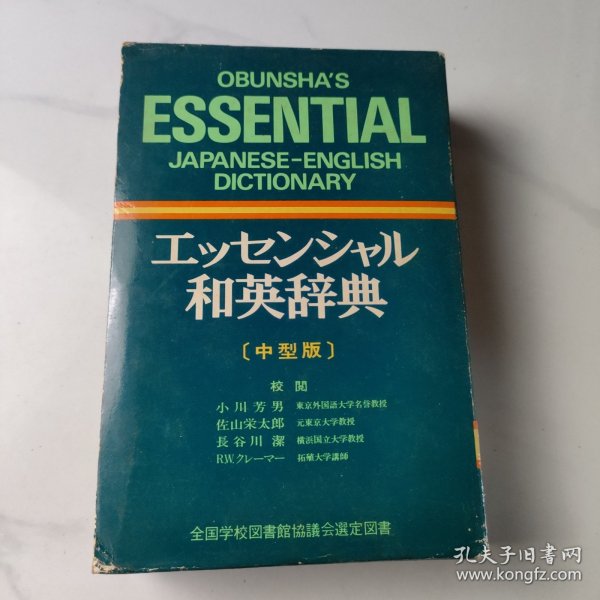 OBUNSHA'S
ESSENTIAL
JAPANESE-ENGLISH
DICTIONARY
エッセンシャル
和英辞典
〔中型版〕
校閲
小川芳男 東京外国語大学名誉教授
佐山栄太郎 元東京大学教授
長谷川潔 横浜国立大学教授
R.W.クレーマー 拓殖大学講師
全国学校図書館協議会選定図書
孔夫子旧书网
www.kongfz.com